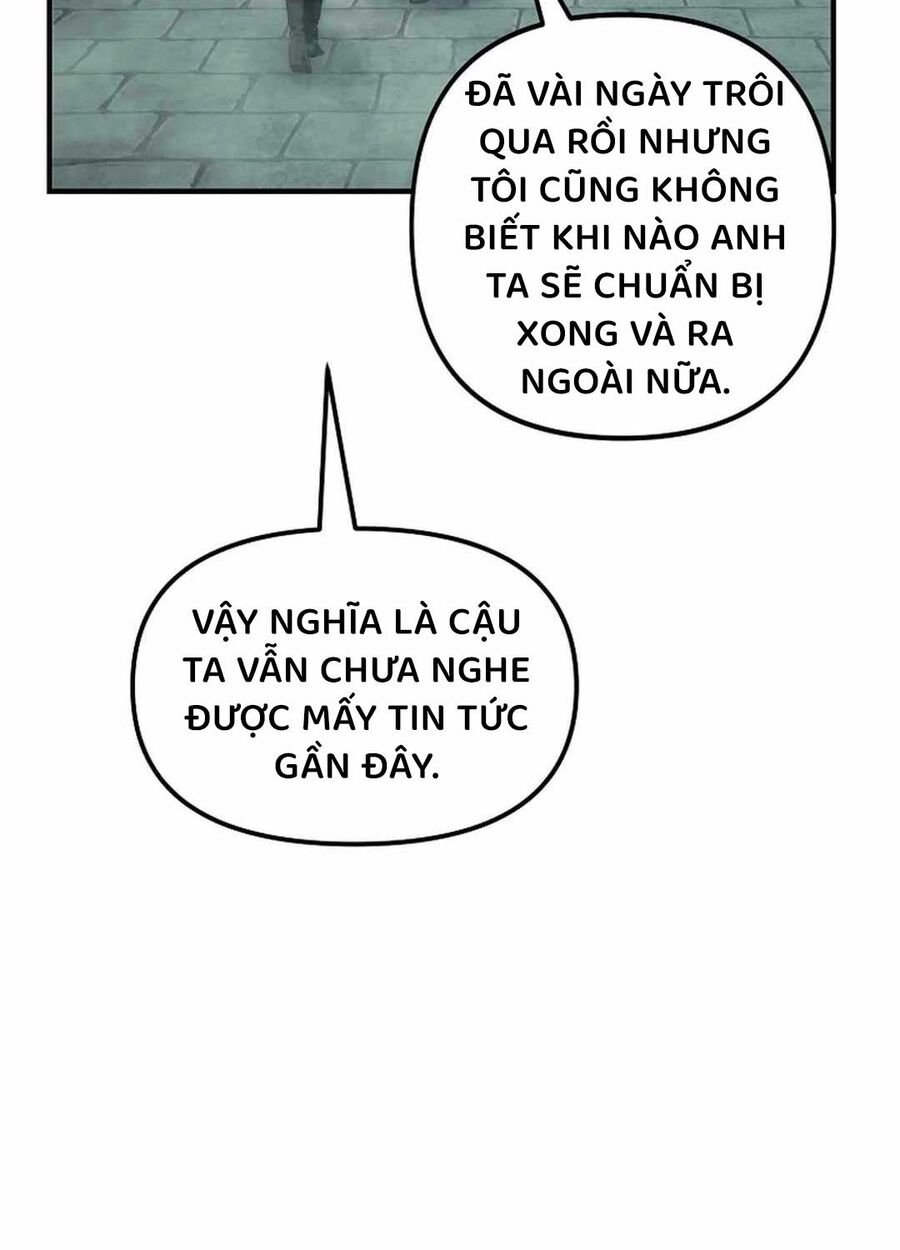 ĐÃ VÀI NGÀY TRÔI
QUA RỒI NHƯNG
TÔI CŨNG KHÔNG
BIẾT KHI NÀO ANH
TA SẼ CHUẨN BỊ
XONG VÀ RA
NGOÀI NỮA.
VẬY NGHĨA LÀ CẬU
TA VẪN CHƯA NGHE
ĐƯỢC MẤY TIN TỨC
GẦN ĐÂY.